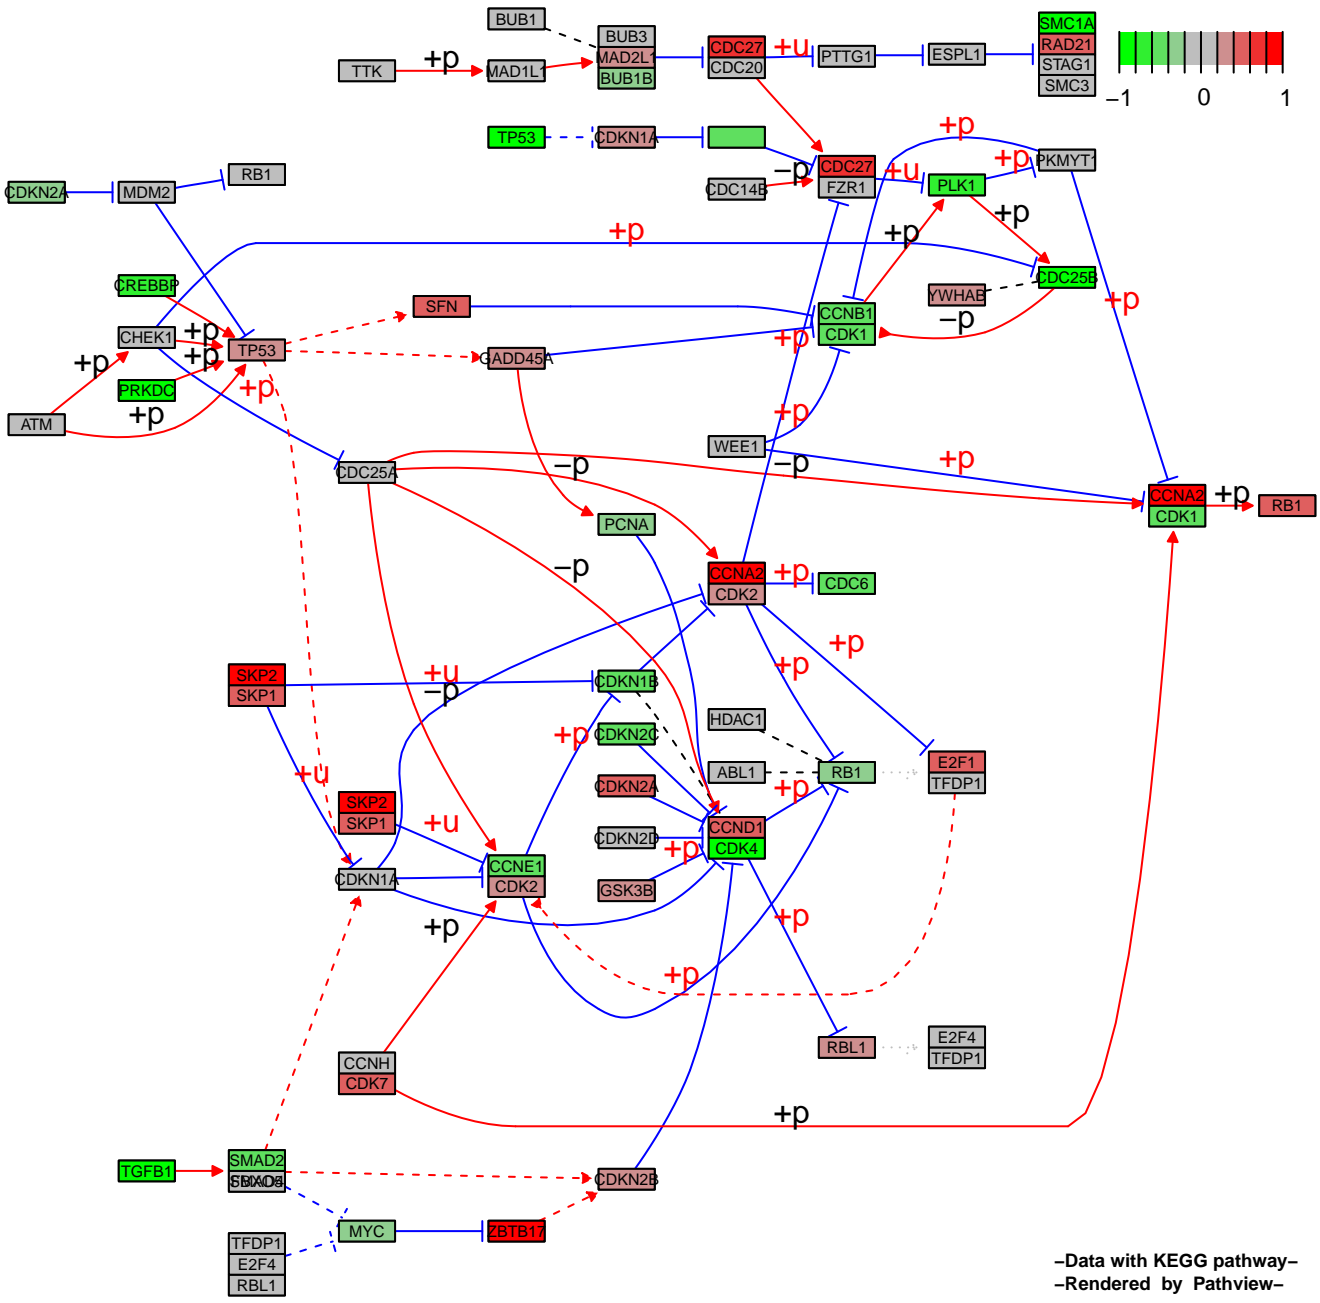 BUB1
BUB3
MAD2L1
BUB1B
CDC27
CDC20
+u
PTTG1
ESPL1
SMC1A
RAD21
STAG1
SMC3
−1 0 1
TTK
+p
MAD1L1
TP53
CDKN1A
+p
CDC27
FZR1
−p
CDC14B
+u
PLK1
+p
PKMYT1
CDKN2A
MDM2
RB1
+p
+p
+p
CREBBP
SFN
YWHAB
CDC25B
+p
CHEK1
+p
+p
TP53
CCNB1
CDK1
−p
+p
+p
PRKDC
+p
GADD45A
+p
ATM
+p
WEE1
CDC25A
−p
−p
+p
CCNA2
CDK1
+p
RB1
PCNA
−p
CCNA2
CDK2
+p
CDC6
SKP2
SKP1
+u
−p
CDKN1B
+p
+p
HDAC1
+p
CDKN2C
ABL1
RB1
E2F1
TFDP1
+u
CDKN2A
+p
SKP2
SKP1
+u
CDKN2D
+p
CCND1
CDK4
CDKN1A
CCNE1
CDK2
GSK3B
+p
+p
+p
RBL1
E2F4
TFDP1
CCNH
CDK7
+p
TGFB1
SMAD2
CDKN2B
MYC
ZBTB17
TFDP1
E2F4
RBL1
−Data with KEGG pathway−
−Rendered by Pathview−